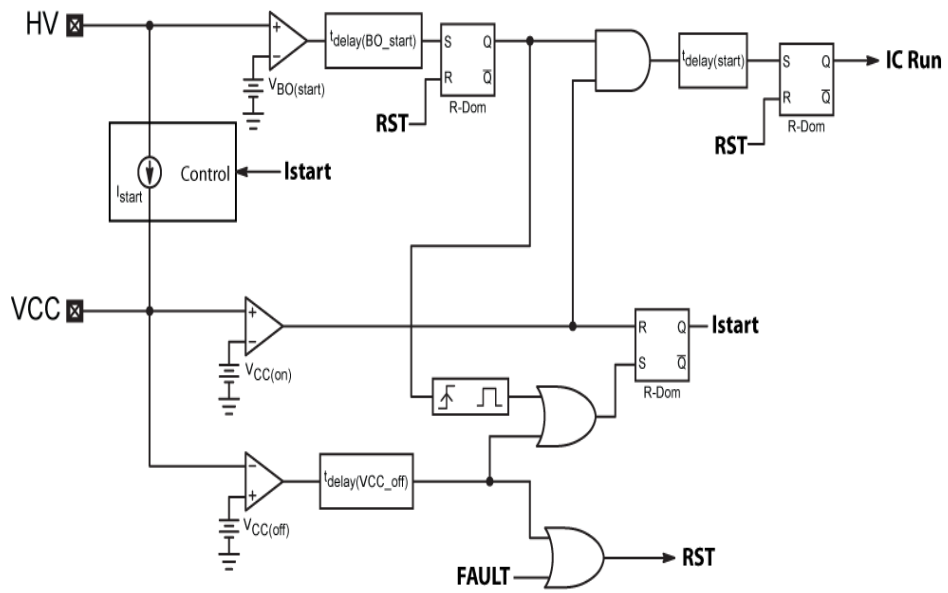 HV
+
−
V_BO(start)
t_delay(BO_start)
S Q
R Q̅
R-Dom
RST
t_delay(start)
S Q
R Q̅
R-Dom
RST
IC Run
I_start
Control
Istart
VCC
+
−
V_CC(on)
R Q
S Q̅
R-Dom
Istart
−
+
V_CC(off)
t_delay(VCC_off)
FAULT
RST